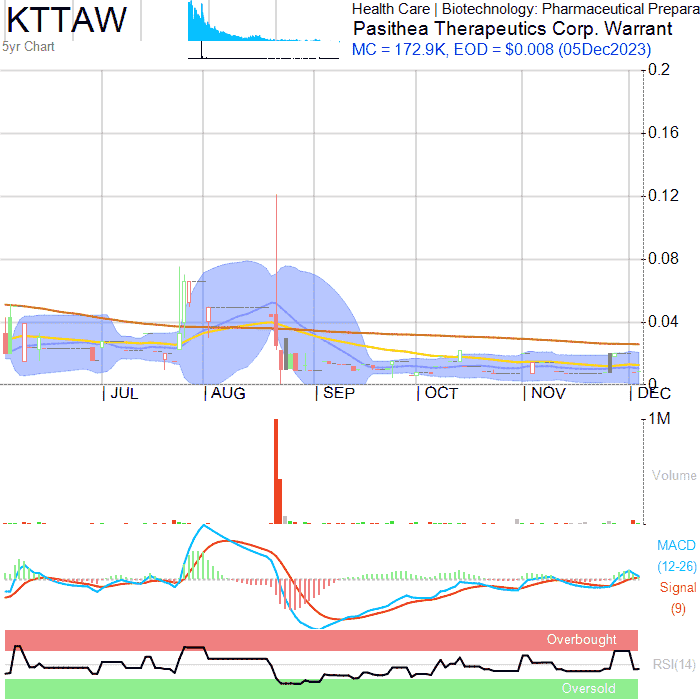 KTTAW
5yr Chart
Health Care | Biotechnology: Pharmaceutical Prepara
Pasithea Therapeutics Corp. Warrant
MC = 172.9K, EOD = $0.008 (05Dec2023)
0.2
0.16
0.12
0.08
0.04
0
JUL AUG SEP OCT NOV DEC
1M
Volume
MACD
(12-26)
Signal
(9)
Overbought
RSI(14)
Oversold